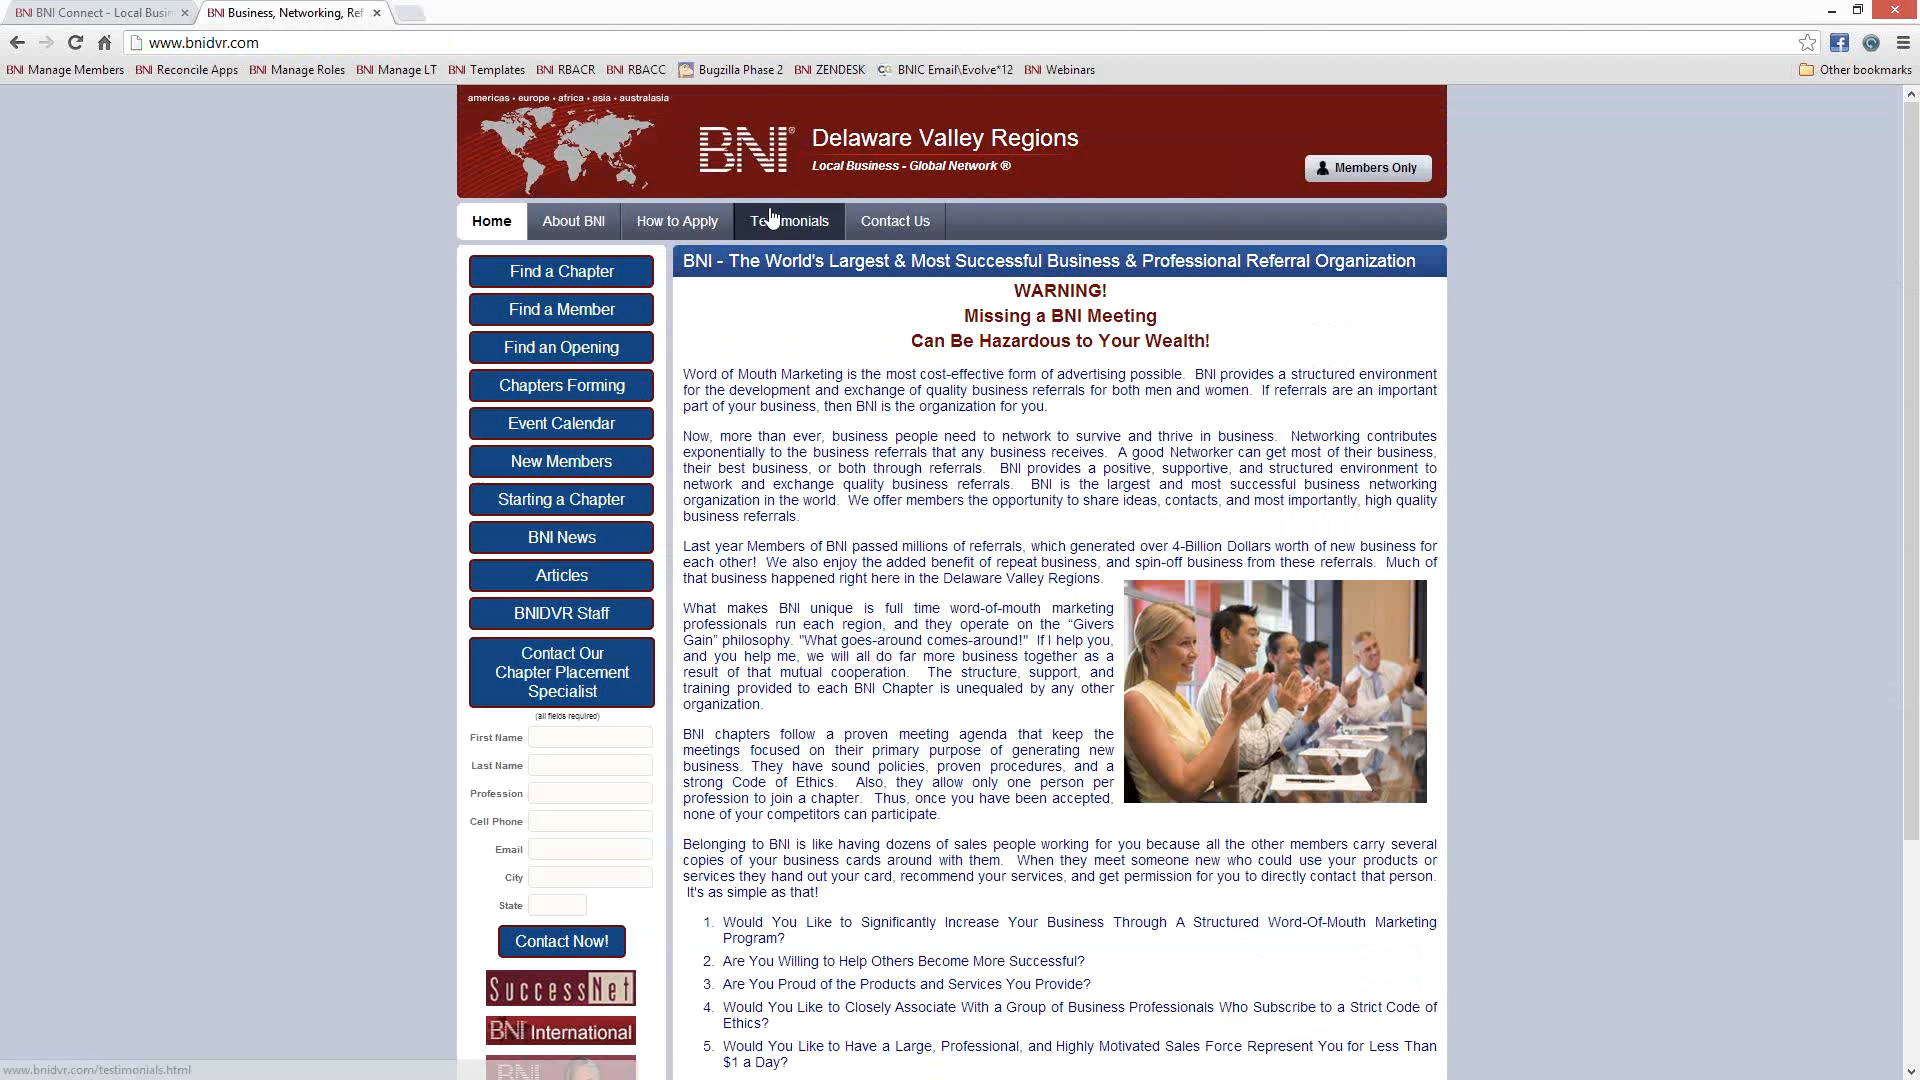 BNI BNI Connect - Local Busin
BNI Business, Networking, Ref
www.bnidvr.com
BNI Manage Members BNI Reconcile Apps BNI Manage Roles BNI Manage LT BNI Templates BNI RBACR BNI RBACC Bugzilla Phase 2 BNI ZENDESK CG BNIC Email\Evolve*12 BNI Webinars Other bookmarks
americas • europe • africa • asia • australasia
BNI® Delaware Valley Regions
Local Business - Global Network ®
Members Only
Home About BNI How to Apply Testimonials Contact Us
Find a Chapter
Find a Member
Find an Opening
Chapters Forming
Event Calendar
New Members
Starting a Chapter
BNI News
Articles
BNIDVR Staff
Contact Our
Chapter Placement
Specialist
(all fields required)
First Name
Last Name
Profession
Cell Phone
Email
City
State
Contact Now!
SuccessNet
BNI International
BNI
BNI - The World's Largest & Most Successful Business & Professional Referral Organization
WARNING!
Missing a BNI Meeting
Can Be Hazardous to Your Wealth!
Word of Mouth Marketing is the most cost-effective form of advertising possible. BNI provides a structured environment
for the development and exchange of quality business referrals for both men and women. If referrals are an important
part of your business, then BNI is the organization for you.
Now, more than ever, business people need to network to survive and thrive in business. Networking contributes
exponentially to the business referrals that any business receives. A good Networker can get most of their business,
their best business, or both through referrals. BNI provides a positive, supportive, and structured environment to
network and exchange quality business referrals. BNI is the largest and most successful business networking
organization in the world. We offer members the opportunity to share ideas, contacts, and most importantly, high quality
business referrals.
Last year Members of BNI passed millions of referrals, which generated over 4-Billion Dollars worth of new business for
each other! We also enjoy the added benefit of repeat business, and spin-off business from these referrals. Much of
that business happened right here in the Delaware Valley Regions.
What makes BNI unique is full time word-of-mouth marketing
professionals run each region, and they operate on the “Givers
Gain” philosophy. "What goes-around comes-around!" If I help you,
and you help me, we will all do far more business together as a
result of that mutual cooperation. The structure, support, and
training provided to each BNI Chapter is unequaled by any other
organization.
BNI chapters follow a proven meeting agenda that keep the
meetings focused on their primary purpose of generating new
business. They have sound policies, proven procedures, and a
strong Code of Ethics. Also, they allow only one person per
profession to join a chapter. Thus, once you have been accepted,
none of your competitors can participate.
Belonging to BNI is like having dozens of sales people working for you because all the other members carry several
copies of your business cards around with them. When they meet someone new who could use your products or
services they hand out your card, recommend your services, and get permission for you to directly contact that person.
It's as simple as that!
1. Would You Like to Significantly Increase Your Business Through A Structured Word-Of-Mouth Marketing
Program?
2. Are You Willing to Help Others Become More Successful?
3. Are You Proud of the Products and Services You Provide?
4. Would You Like to Closely Associate With a Group of Business Professionals Who Subscribe to a Strict Code of
Ethics?
5. Would You Like to Have a Large, Professional, and Highly Motivated Sales Force Represent You for Less Than
$1 a Day?
www.bnidvr.com/testimonials.html